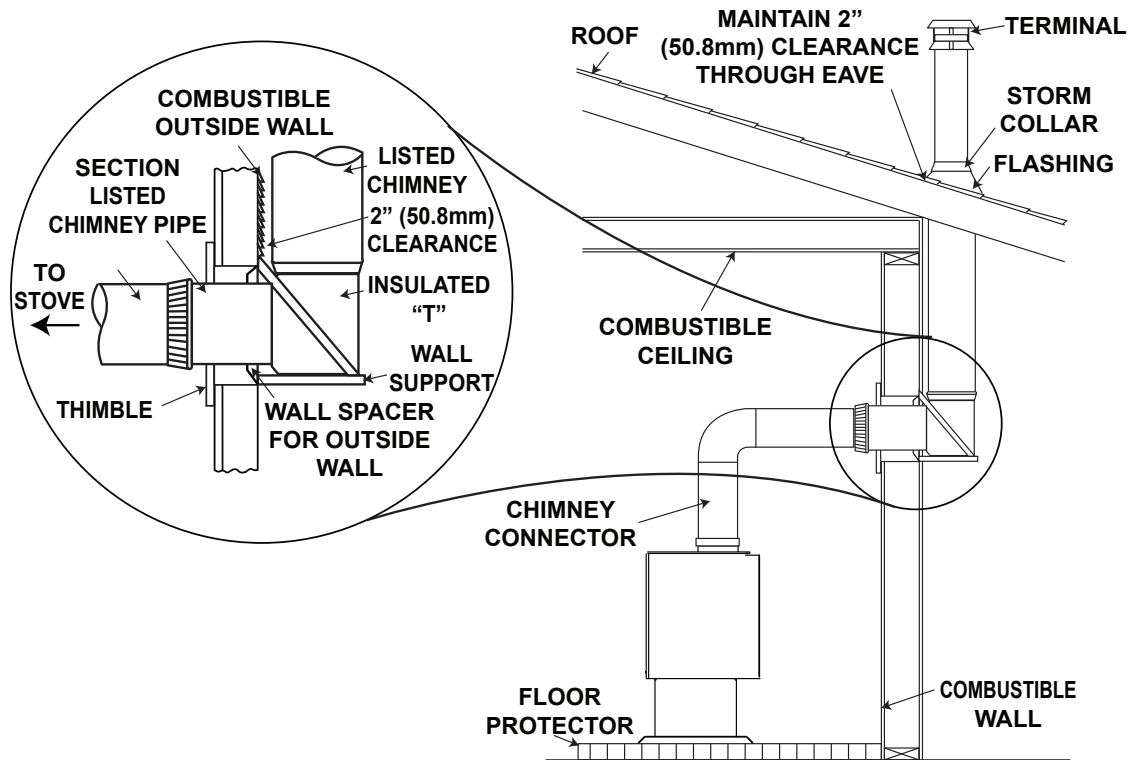 MAINTAIN 2”
(50.8mm) CLEARANCE
THROUGH EAVE
TERMINAL
ROOF
STORM
COLLAR
FLASHING
COMBUSTIBLE
OUTSIDE WALL
SECTION
LISTED
CHIMNEY PIPE
LISTED
CHIMNEY
2” (50.8mm)
CLEARANCE
TO
STOVE
INSULATED
“T”
WALL
SUPPORT
THIMBLE
WALL SPACER
FOR OUTSIDE
WALL
COMBUSTIBLE
CEILING
CHIMNEY
CONNECTOR
FLOOR
PROTECTOR
COMBUSTIBLE
WALL